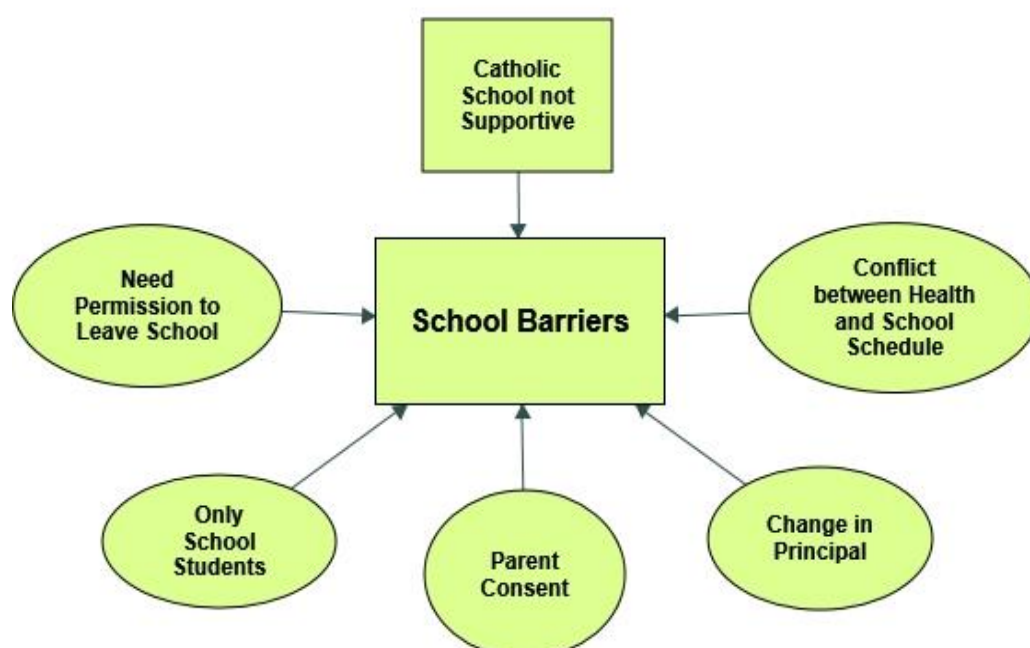 Catholic
School not
Supportive
Need
Permission to
Leave School
School Barriers
Conflict
between Health
and School
Schedule
Only
School
Students
Parent
Consent
Change in
Principal